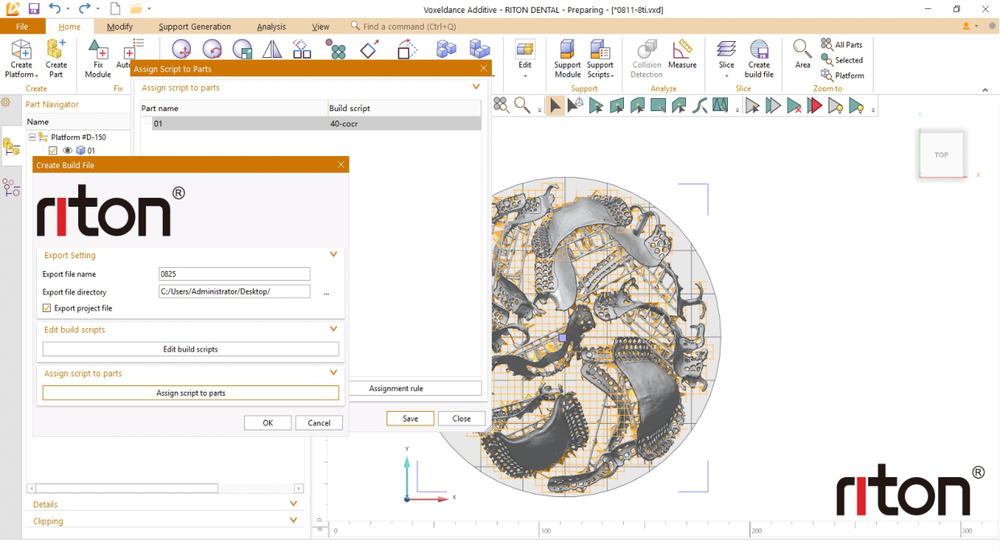 Voxeldance Additive - RITON DENTAL - Preparing - [*0811-8ti.vxd]
File Home Modify Support Generation Analysis View Find a command (Ctrl+Q)
Create Platform Create Part Fix Module Edit Support Module Support Scripts Collision Detection Measure Slice Create build file Area All Parts Selected Platform
Create Fix Support Analyze Slice Zoom to
Assign Script to Parts
Assign script to parts
Part name Build script
01 40-cocr
Assignment rule
Save Close
Part Navigator
Name
Platform #D-150
01
Create Build File
riton®
Export Setting
Export file name 0825
Export file directory C:/Users/Administrator/Desktop/ ...
Export project file
Edit build scripts
Edit build scripts
Assign script to parts
Assign script to parts
OK Cancel
Details
Clipping
Y
TOP
X
Y
X
riton®
0 100 200 300